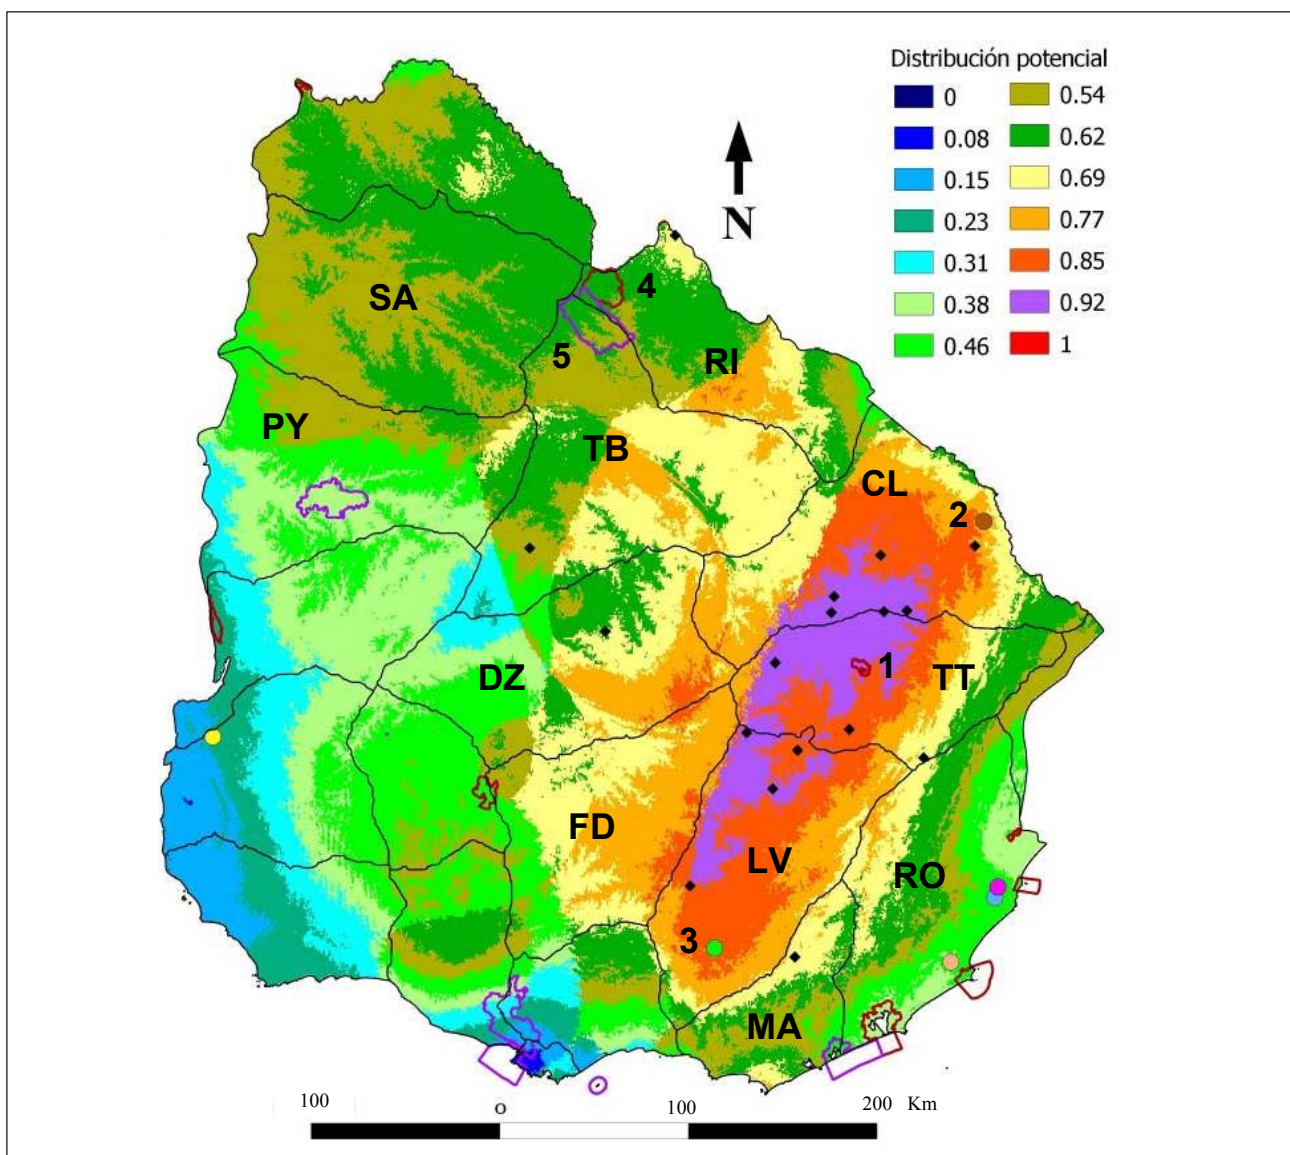 Distribución potencial
0 0.54
0.08 0.62
0.15 0.69
0.23 0.77
0.31 0.85
0.38 0.92
0.46 1
N
SA
4
5
RI
PY
TB
CL
2
1
DZ
TT
FD
LV
RO
3
MA
100 0 100 200 Km